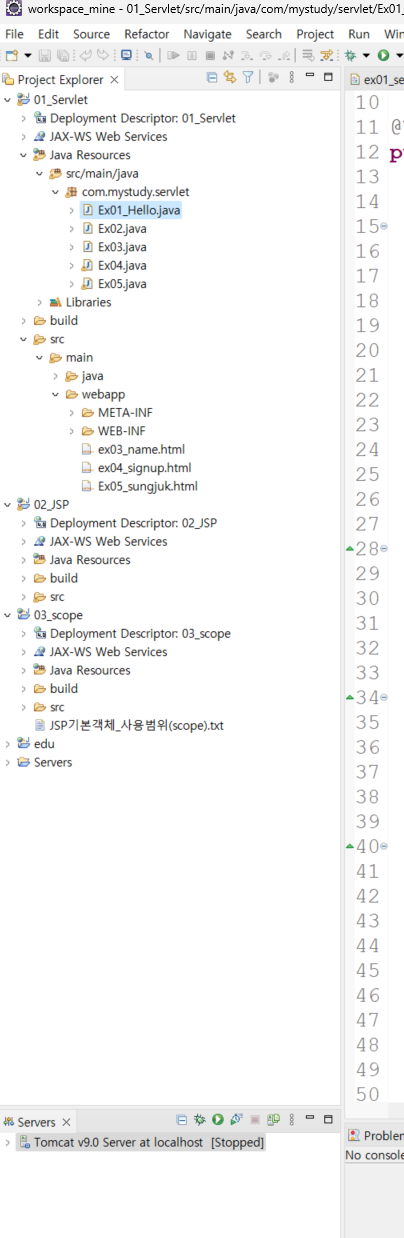 workspace_mine - 01_Servlet/src/main/java/com/mystudy/servlet/Ex01_
File Edit Source Refactor Navigate Search Project Run Win
Project Explorer
01_Servlet
Deployment Descriptor: 01_Servlet
JAX-WS Web Services
Java Resources
src/main/java
com.mystudy.servlet
Ex01_Hello.java
Ex02.java
Ex03.java
Ex04.java
Ex05.java
Libraries
build
src
main
java
webapp
META-INF
WEB-INF
ex03_name.html
ex04_signup.html
Ex05_sungjuk.html
02_JSP
Deployment Descriptor: 02_JSP
JAX-WS Web Services
Java Resources
build
src
03_scope
Deployment Descriptor: 03_scope
JAX-WS Web Services
Java Resources
build
src
JSP기본객체_사용범위(scope).txt
edu
Servers
Servers
Tomcat v9.0 Server at localhost [Stopped]
ex01_se
10
11 @
12 p
13
14
15
16
17
18
19
20
21
22
23
24
25
26
27
28
29
30
31
32
33
34
35
36
37
38
39
40
41
42
43
44
45
46
47
48
49
50
Problem
No console